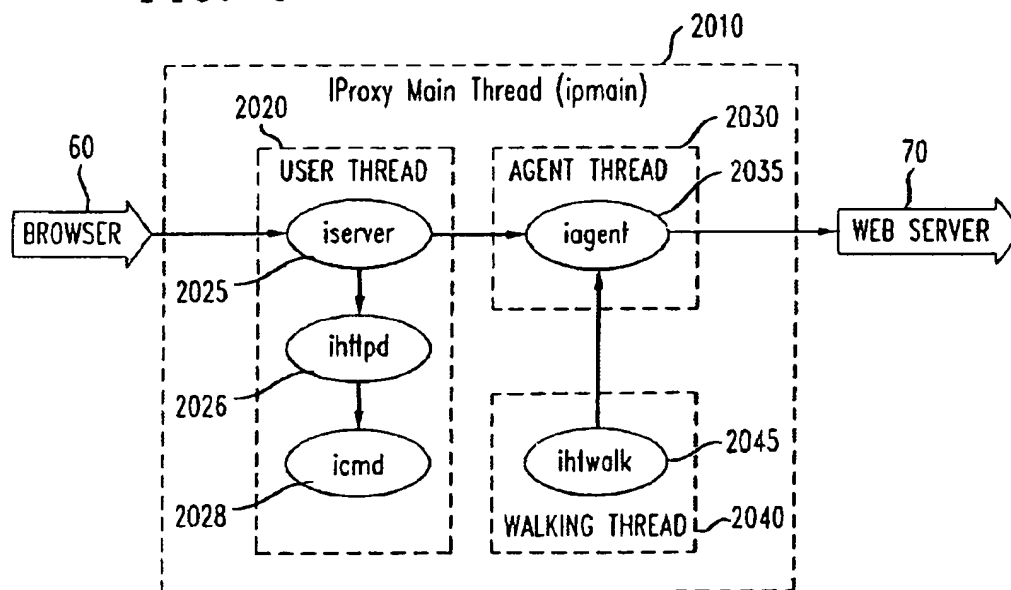 2010
IProxy Main Thread (ipmain)
2020
2030
60
USER THREAD
AGENT THREAD
2035
70
BROWSER
iserver
iagent
WEB SERVER
2025
ihttpd
2026
icmd
ihtwalk
2045
2028
WALKING THREAD
2040